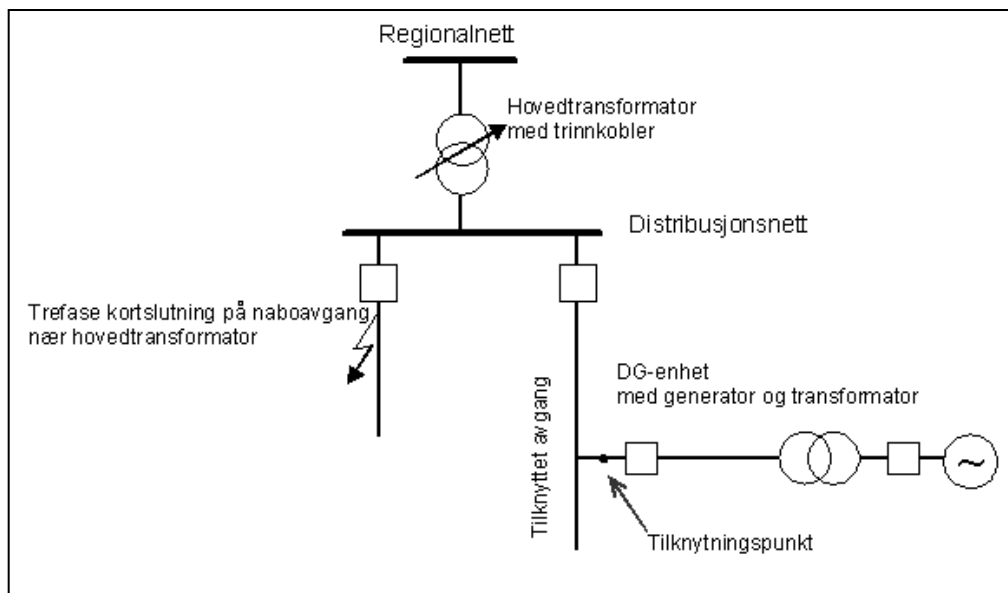 Regionalnett
Hovedtransformator
med trinnkobler
Distribusjonsnett
Trefase kortslutning på naboavgang
nær hovedtransformator
DG-enhet
med generator og transformator
Tilknyttet avgang
~
Tilknytningspunkt